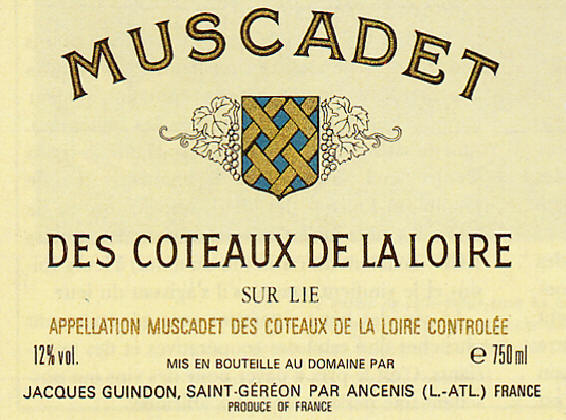 MUSCADET
DES COTEAUX DE LA LOIRE
SUR LIE
APPELLATION MUSCADET DES COTEAUX DE LA LOIRE CONTROLÉE
12% vol.
℮ 750 ml
MIS EN BOUTEILLE AU DOMAINE PAR
JACQUES GUINDON, SAINT-GÉRÉON PAR ANCENIS (L.-ATL.) FRANCE
PRODUCE OF FRANCE